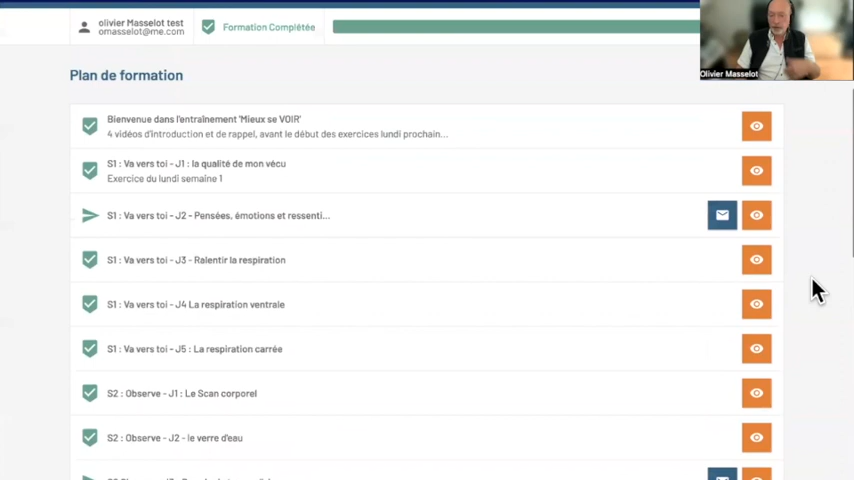 olivier Masselot test
omasselot@me.com
Formation Complétée
Olivier Masselot
Plan de formation
Bienvenue dans l'entraînement 'Mieux se VOIR'
4 vidéos d'introduction et de rappel, avant le début des exercices lundi prochain...
S1 : Va vers toi - J1 : la qualité de mon vécu
Exercice du lundi semaine 1
S1 : Va vers toi - J2 - Pensées, émotions et ressenti...
S1 : Va vers toi - J3 - Ralentir la respiration
S1 : Va vers toi - J4 La respiration ventrale
S1 : Va vers toi - J5 : La respiration carrée
S2 : Observe - J1 : Le Scan corporel
S2 : Observe - J2 - le verre d'eau